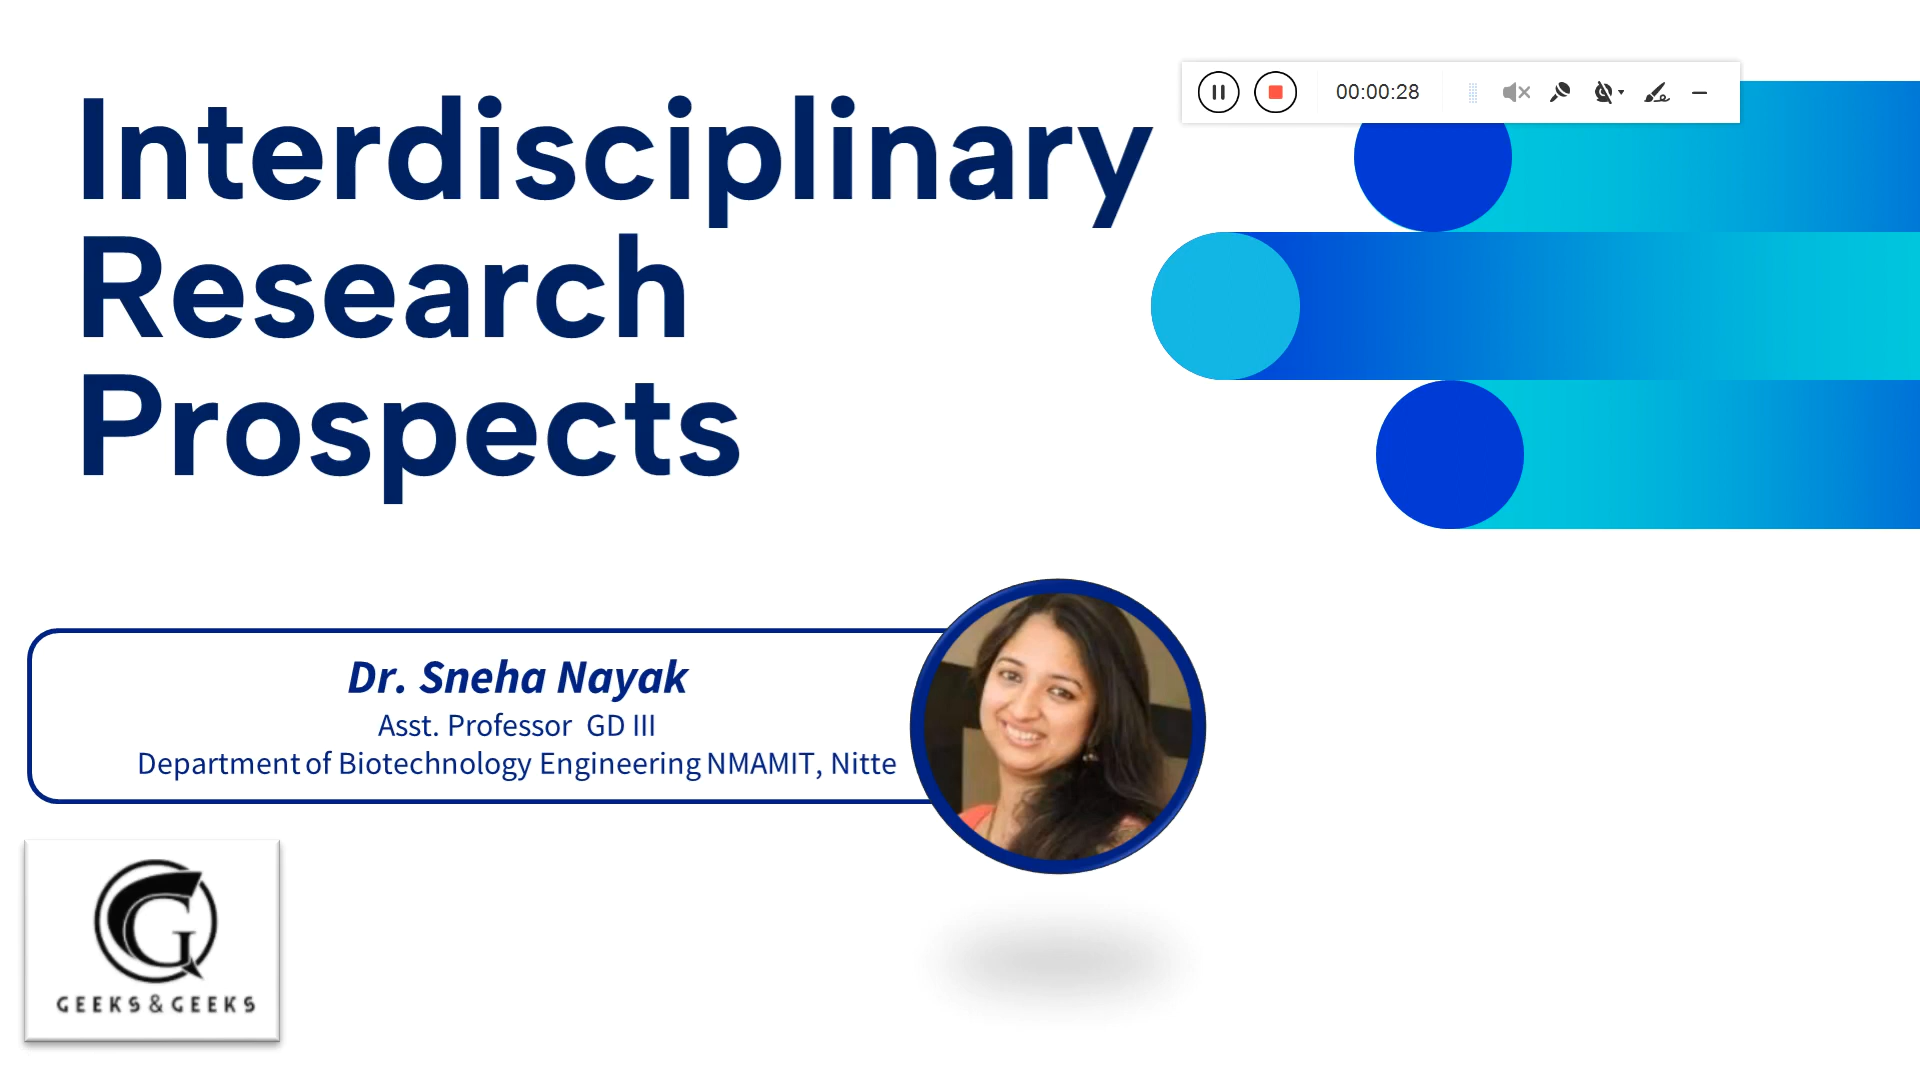 Interdisciplinary
Research
Prospects
00:00:28
Dr. Sneha Nayak
Asst. Professor GD III
Department of Biotechnology Engineering NMAMIT, Nitte
G
GEEKS&GEEKS